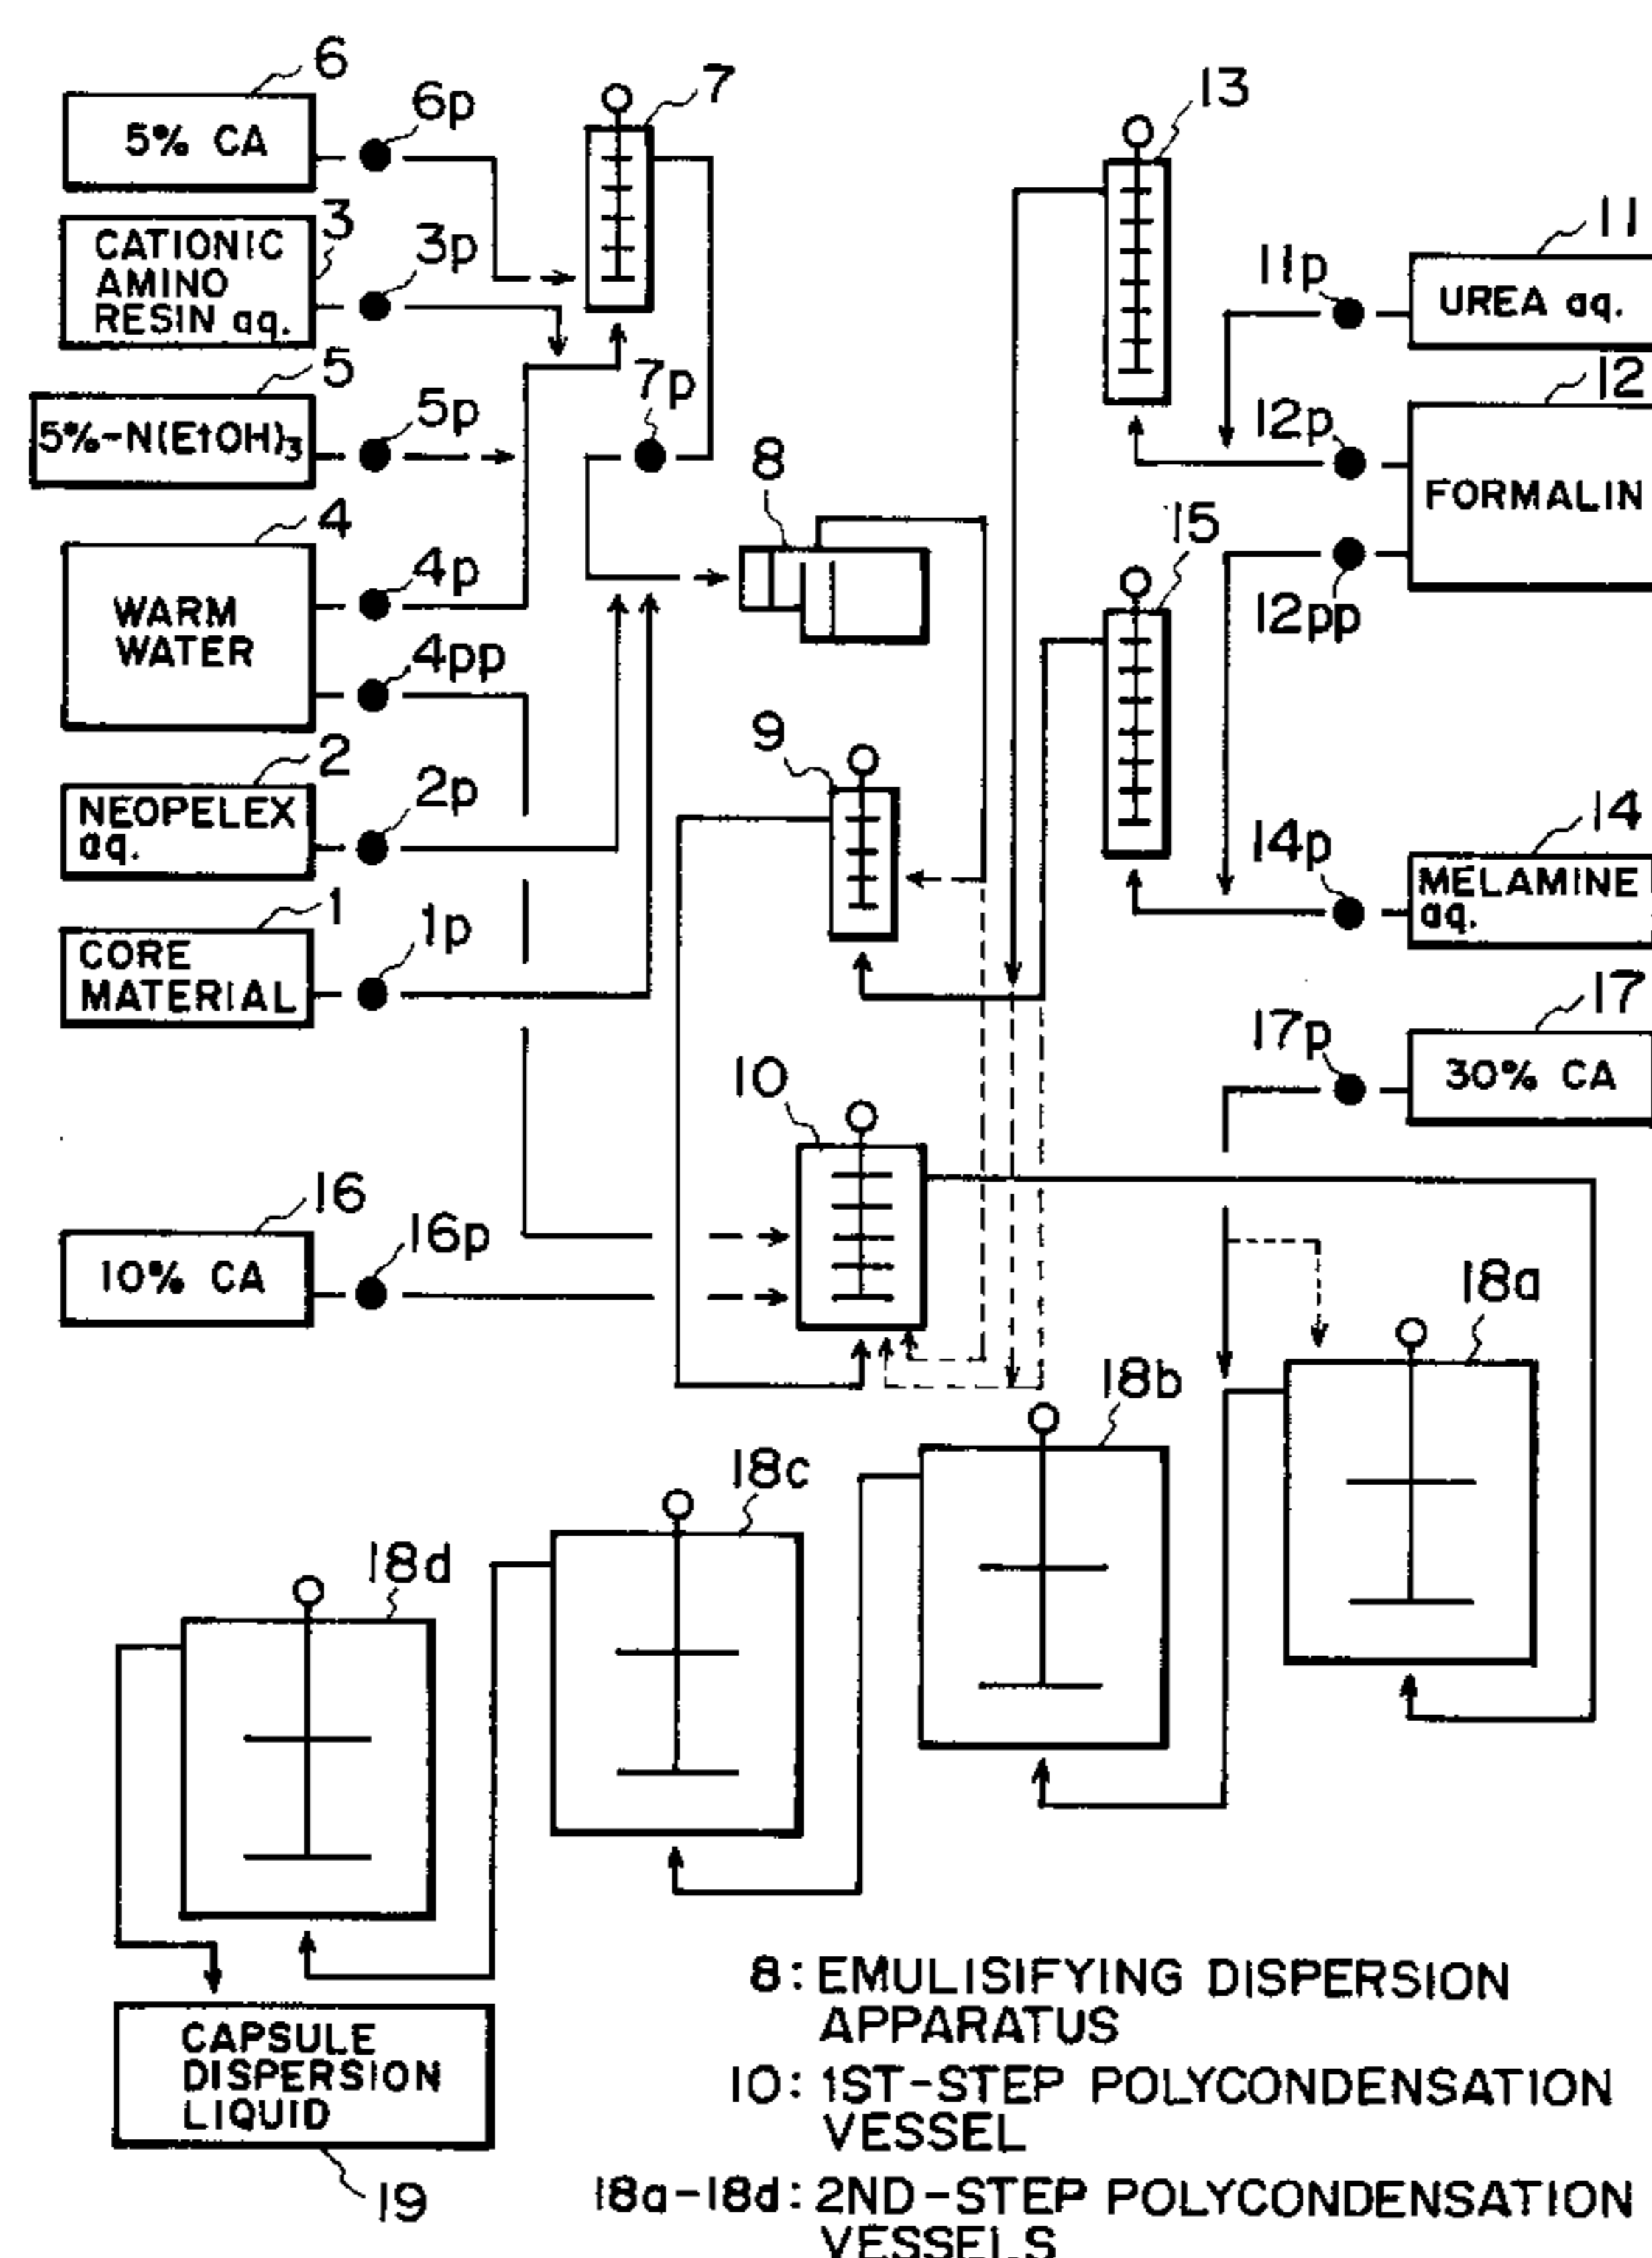 6
5% CA
6p
7
13
CATIONIC
AMINO
RESIN aq.
3
3p
11
11p
UREA aq.
5
5%-N(EtOH)3
5p
7p
12
12p
FORMALIN
8
4
WARM
WATER
4p
4pp
15
12pp
2
NEOPELEX
aq.
2p
9
14
14p
MELAMINE
aq.
1
CORE
MATERIAL
1p
17
17p
30% CA
10
16
10% CA
16p
18a
18b
18c
18d
CAPSULE
DISPERSION
LIQUID
19
8: EMULISIFYING DISPERSION
APPARATUS
10: 1ST-STEP POLYCONDENSATION
VESSEL
18a-18d: 2ND-STEP POLYCONDENSATION
VESSELS